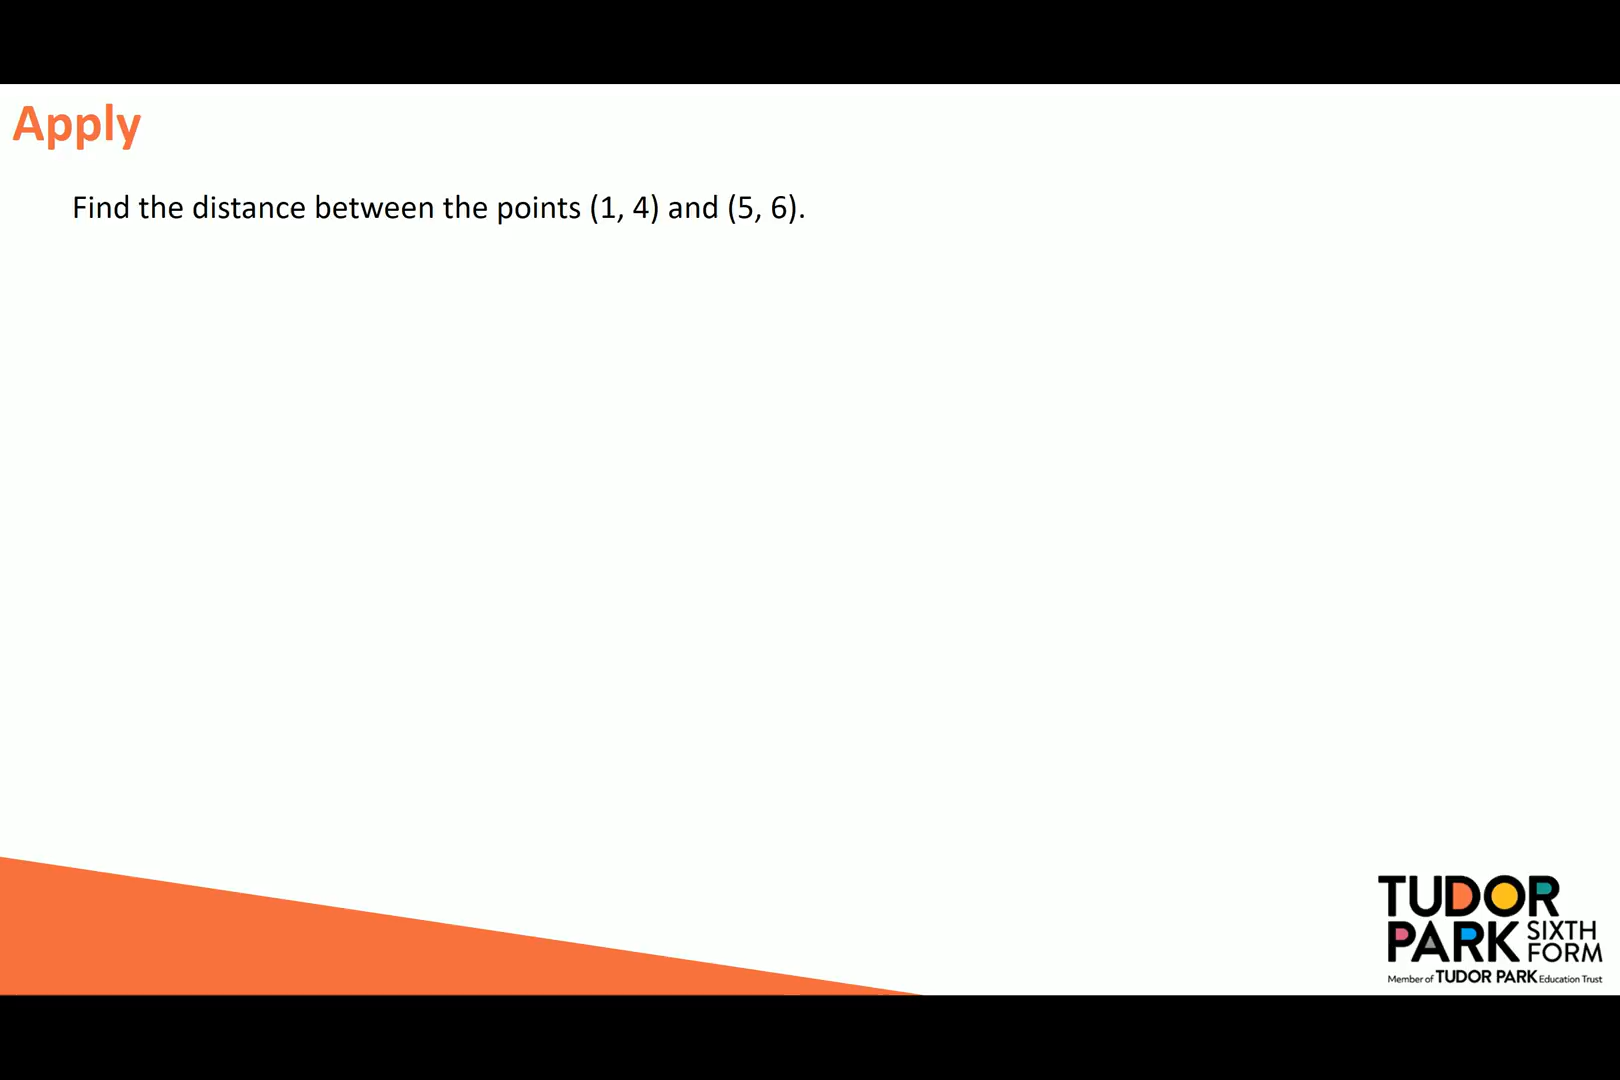 Apply
Find the distance between the points (1, 4) and (5, 6).
TUDOR
PARK SIXTH FORM
Member of TUDOR PARK Education Trust